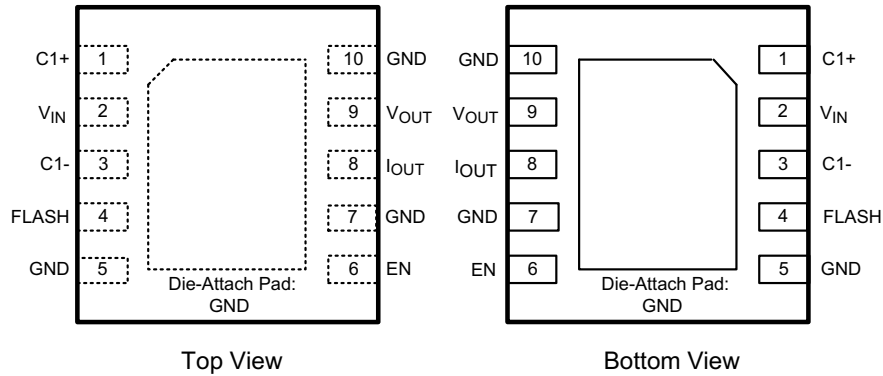 C1+ 1 10 GND
VIN 2 9 VOUT
C1- 3 8 IOUT
FLASH 4 7 GND
GND 5 6 EN
Die-Attach Pad:
GND
Top View
GND 10 1 C1+
VOUT 9 2 VIN
IOUT 8 3 C1-
GND 7 4 FLASH
EN 6 5 GND
Die-Attach Pad:
GND
Bottom View